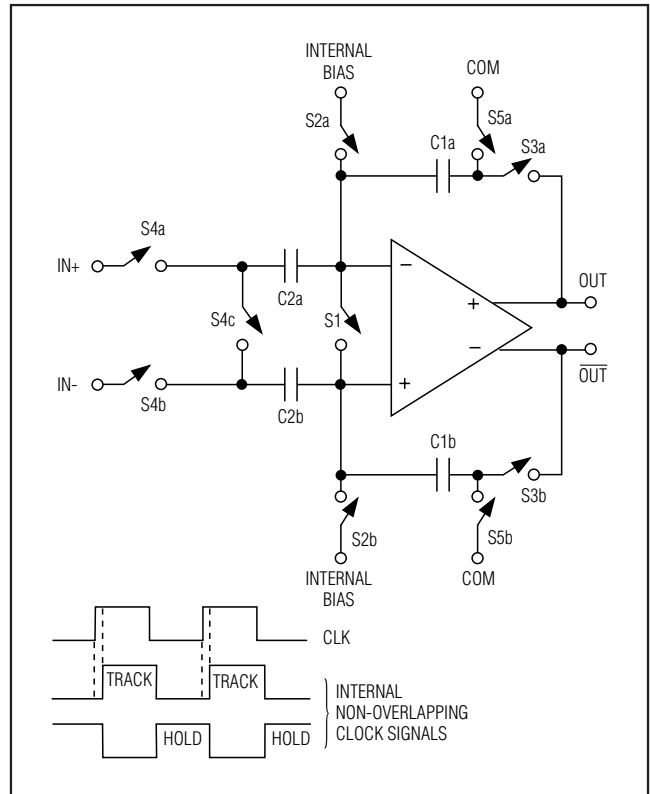 INTERNAL
BIAS
COM
S2a
S5a
C1a
S3a
S4a
IN+
C2a
−
OUT
+
S4c
S1
−
IN-
+
OUT
S4b
C2b
C1b
S3b
S2b
S5b
INTERNAL
BIAS
COM
CLK
TRACK
TRACK
INTERNAL
NON-OVERLAPPING
CLOCK SIGNALS
HOLD
HOLD